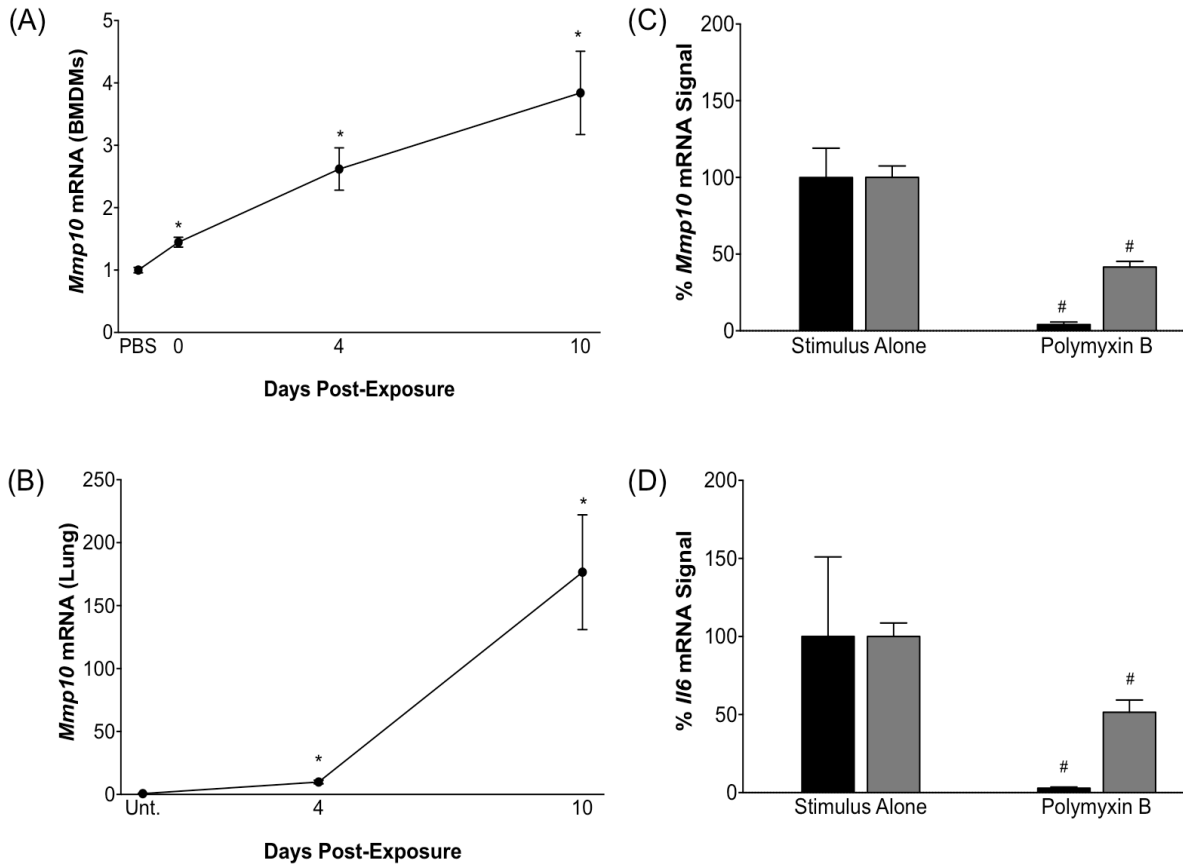 (A)
Mmp10 mRNA (BMDMs)
5
4
3
2
1
0
*
*
*
PBS 0 4 10
Days Post-Exposure
(C)
% Mmp10 mRNA Signal
200
150
100
50
0
#
#
Stimulus Alone Polymyxin B
(B)
Mmp10 mRNA (Lung)
250
200
150
100
50
0
*
*
Unt. 4 10
Days Post-Exposure
(D)
% Il6 mRNA Signal
200
150
100
50
0
#
#
Stimulus Alone Polymyxin B